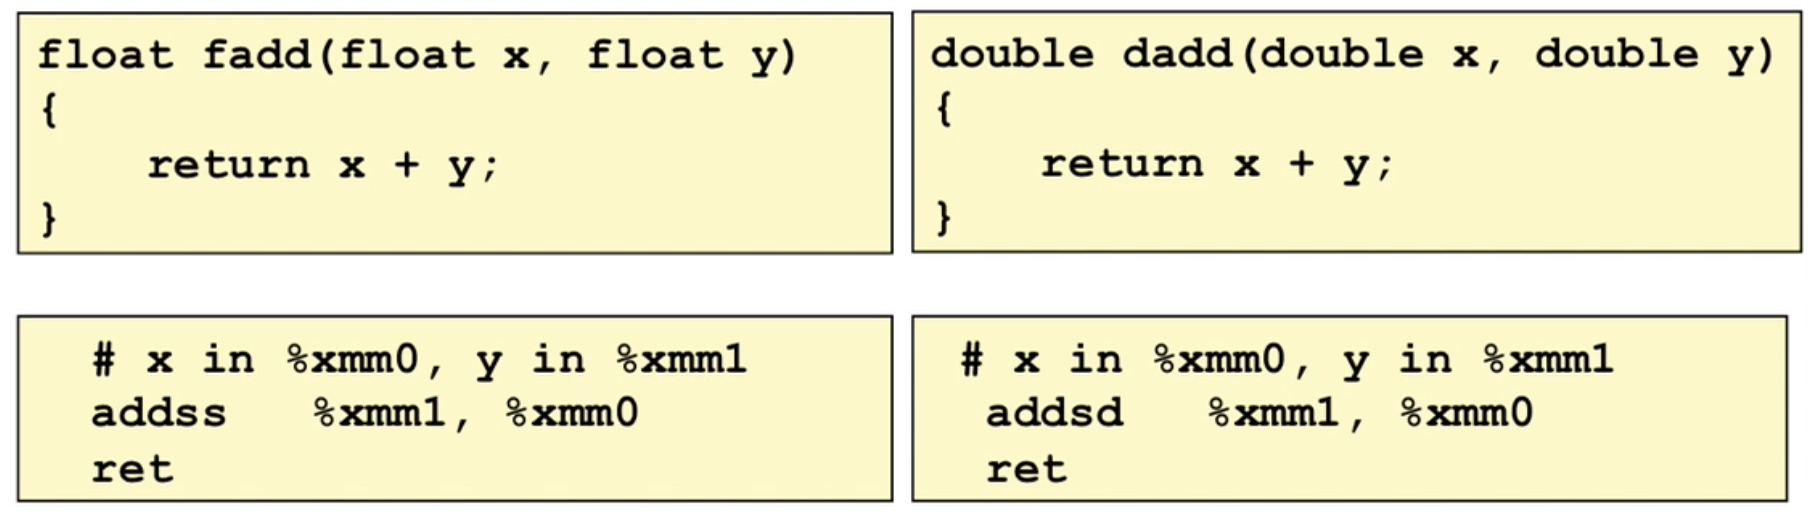 float fadd(float x, float y)
{
    return x + y;
}
double dadd(double x, double y)
{
    return x + y;
}
# x in %xmm0, y in %xmm1
addss   %xmm1, %xmm0
ret
# x in %xmm0, y in %xmm1
addsd   %xmm1, %xmm0
ret